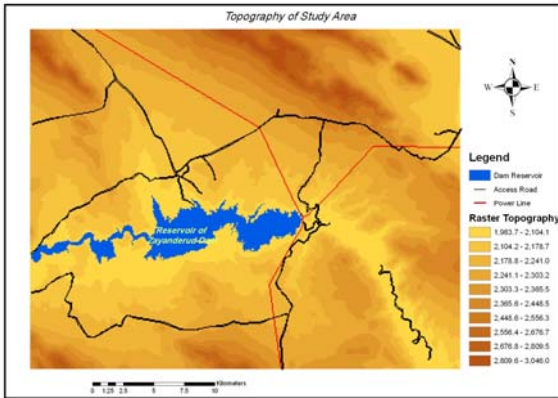 Topography of Study Area
N
W E
S
Legend
Dam Reservoir
Access Road
Power Line
Raster Topography
1,983.7 - 2,104.1
2,104.2 - 2,178.7
2,178.8 - 2,241.0
2,241.1 - 2,303.2
2,303.3 - 2,365.5
2,365.6 - 2,448.5
2,448.6 - 2,556.3
2,556.4 - 2,676.7
2,676.8 - 2,809.5
2,809.6 - 3,046.0
Reservoir of
Zayanderud Dam
Kilometers
0 1.25 2.5 5 7.5 10